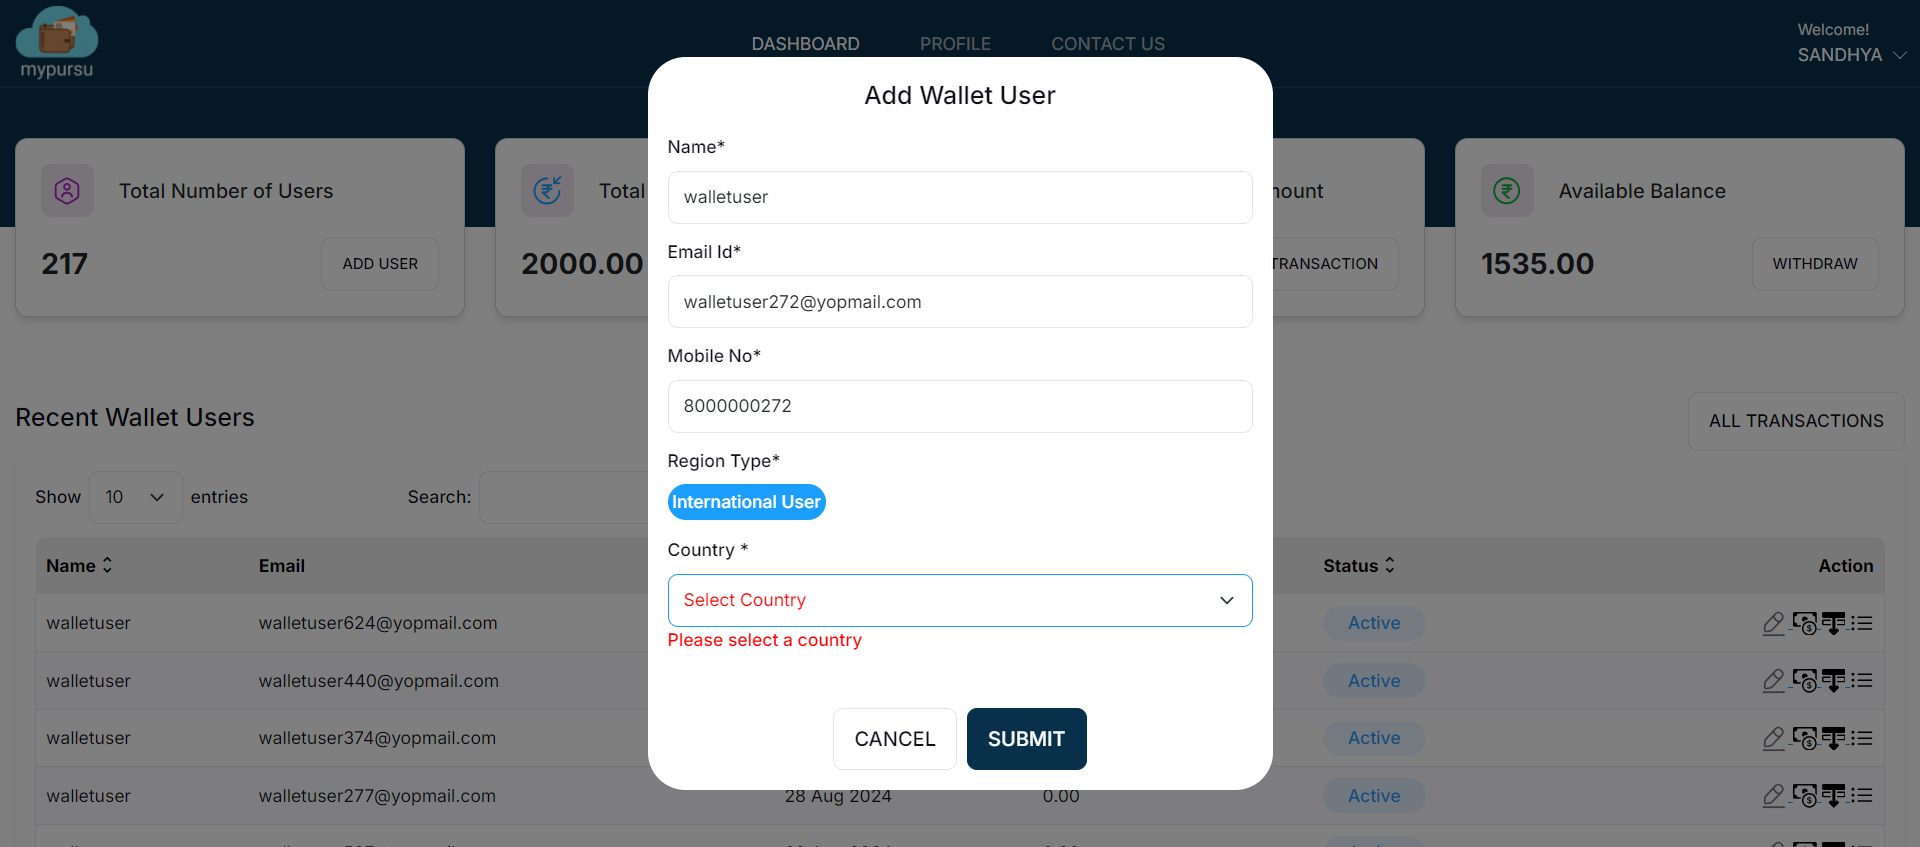 mypursu
DASHBOARD PROFILE CONTACT US
Welcome!
SANDHYA
Total Number of Users
217
ADD USER
Total
2000.00
TRANSACTION
Available Balance
1535.00
WITHDRAW
Add Wallet User
Name*
walletuser
Email Id*
walletuser272@yopmail.com
Mobile No*
8000000272
Region Type*
International User
Country *
Select Country
Please select a country
CANCEL
SUBMIT
Recent Wallet Users
ALL TRANSACTIONS
Show 10 entries Search:
Name Email Status Action
walletuser walletuser624@yopmail.com Active
walletuser walletuser440@yopmail.com Active
walletuser walletuser374@yopmail.com Active
walletuser walletuser277@yopmail.com 28 Aug 2024 0.00 Active